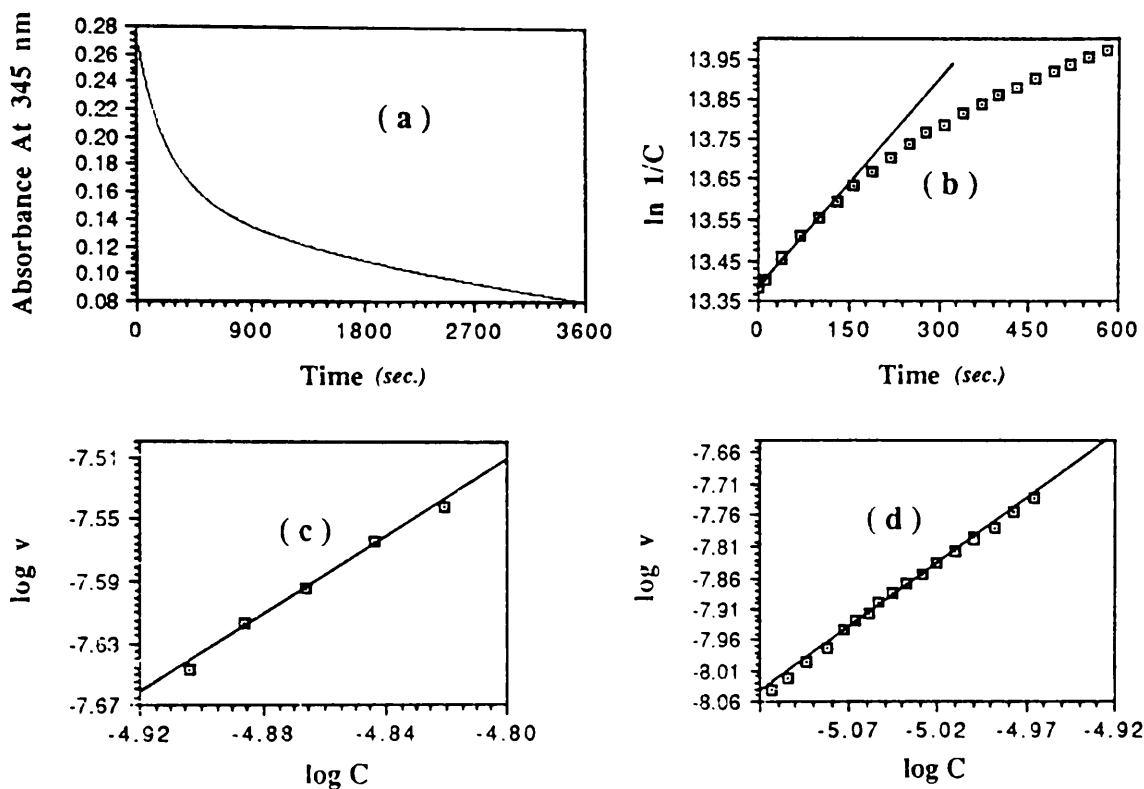 Absorbance At 345 nm
0.28
0.26
0.24
0.22
0.20
0.18
0.16
0.14
0.12
0.10
0.08
( a )
0 900 1800 2700 3600
Time (sec.)
ln 1/C
13.95
13.85
13.75
13.65
13.55
13.45
13.35
( b )
0 150 300 450 600
Time (sec.)
log v
-7.51
-7.55
-7.59
-7.63
-7.67
( c )
-4.92 -4.88 -4.84 -4.80
log C
log v
-7.66
-7.71
-7.76
-7.81
-7.86
-7.91
-7.96
-8.01
-8.06
( d )
-5.07 -5.02 -4.97 -4.92
log C